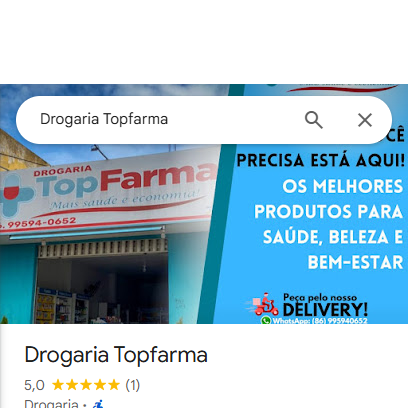 Drogaria Topfarma
CÊ
PRECISA ESTÁ AQUI!
OS MELHORES
PRODUTOS PARA
SAÚDE, BELEZA E
BEM-ESTAR
DROGARIA
TopFarma
Mais saúde e economia!
99594-0652
Peça pelo nosso
DELIVERY!
WhatsApp: (86) 995940652
Drogaria Topfarma
5,0 ★★★★★ (1)
Drogaria ·